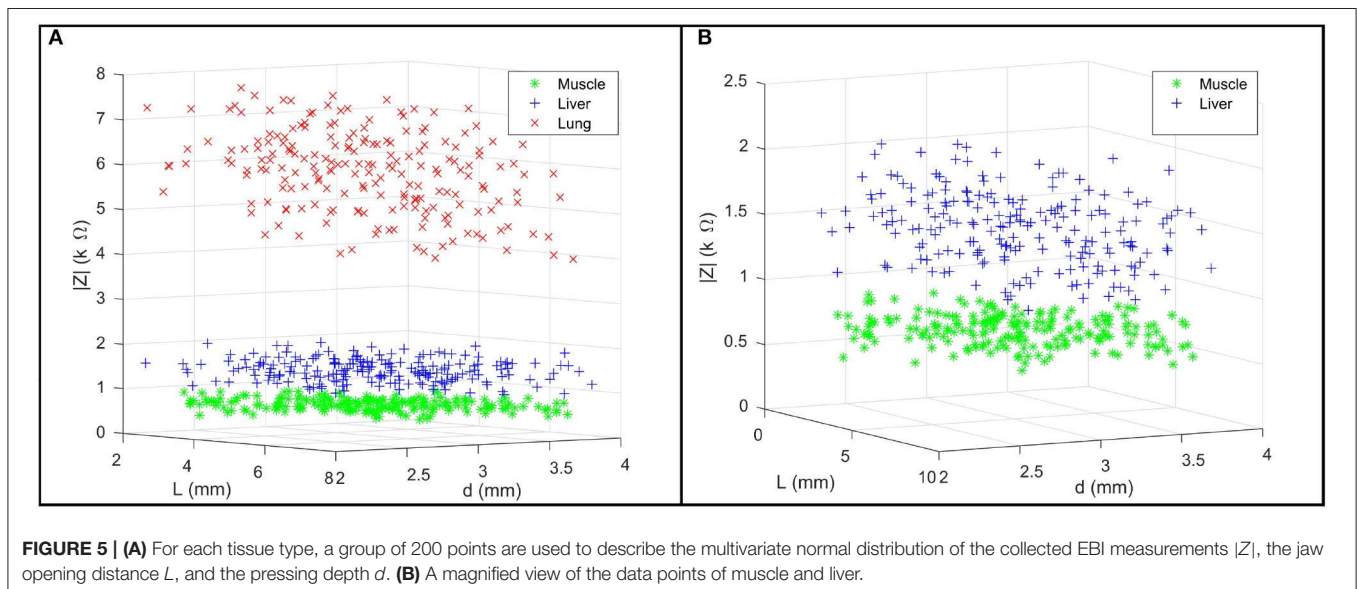 A
8
7
6
5
4
3
2
1
0
|Z| (k Ω)
Muscle
Liver
Lung
2
4
6
82
2.5
3
3.5
4
L (mm)
d (mm)
B
2.5
2
1.5
1
0.5
0
|Z| (k Ω)
Muscle
Liver
0
5
102
2.5
3
3.5
4
L (mm)
d (mm)
FIGURE 5 | (A) For each tissue type, a group of 200 points are used to describe the multivariate normal distribution of the collected EBI measurements |Z|, the jaw
opening distance L, and the pressing depth d. (B) A magnified view of the data points of muscle and liver.